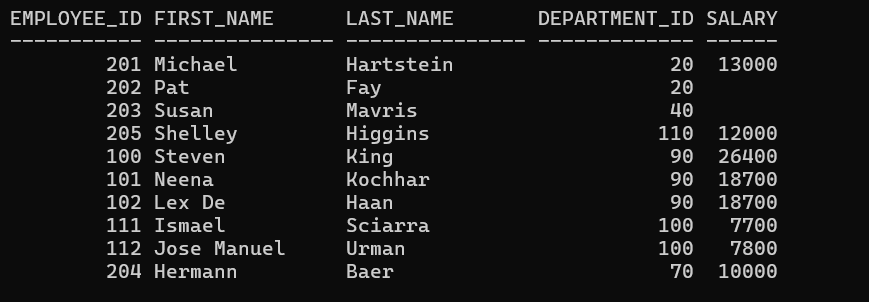 EMPLOYEE_ID FIRST_NAME      LAST_NAME       DEPARTMENT_ID SALARY
----------- --------------- --------------- ------------- ------
        201 Michael         Hartstein                  20  13000
        202 Pat             Fay                        20
        203 Susan           Mavris                     40
        205 Shelley         Higgins                   110  12000
        100 Steven          King                       90  26400
        101 Neena           Kochhar                    90  18700
        102 Lex De          Haan                       90  18700
        111 Ismael          Sciarra                   100   7700
        112 Jose Manuel     Urman                     100   7800
        204 Hermann         Baer                       70  10000